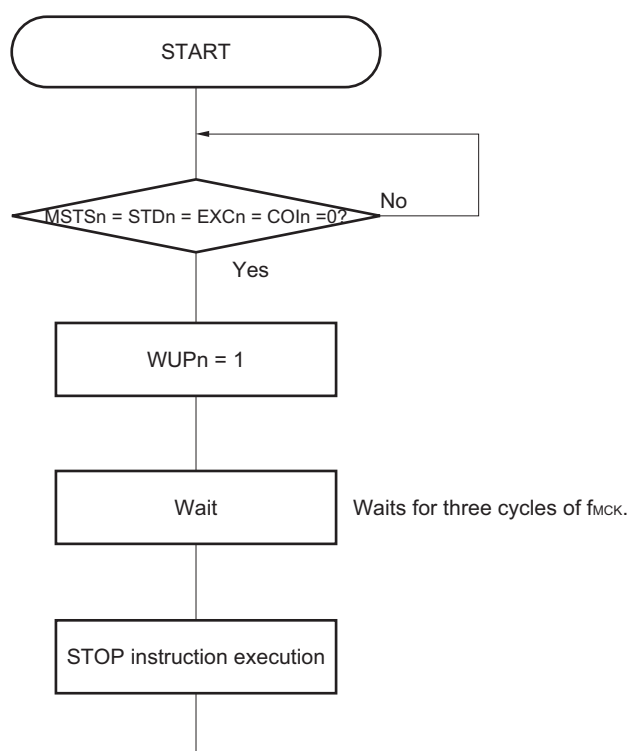 START
MSTSn = STDn = EXCn = COIn =0?
No
Yes
WUPn = 1
Wait
Waits for three cycles of fMCK.
STOP instruction execution